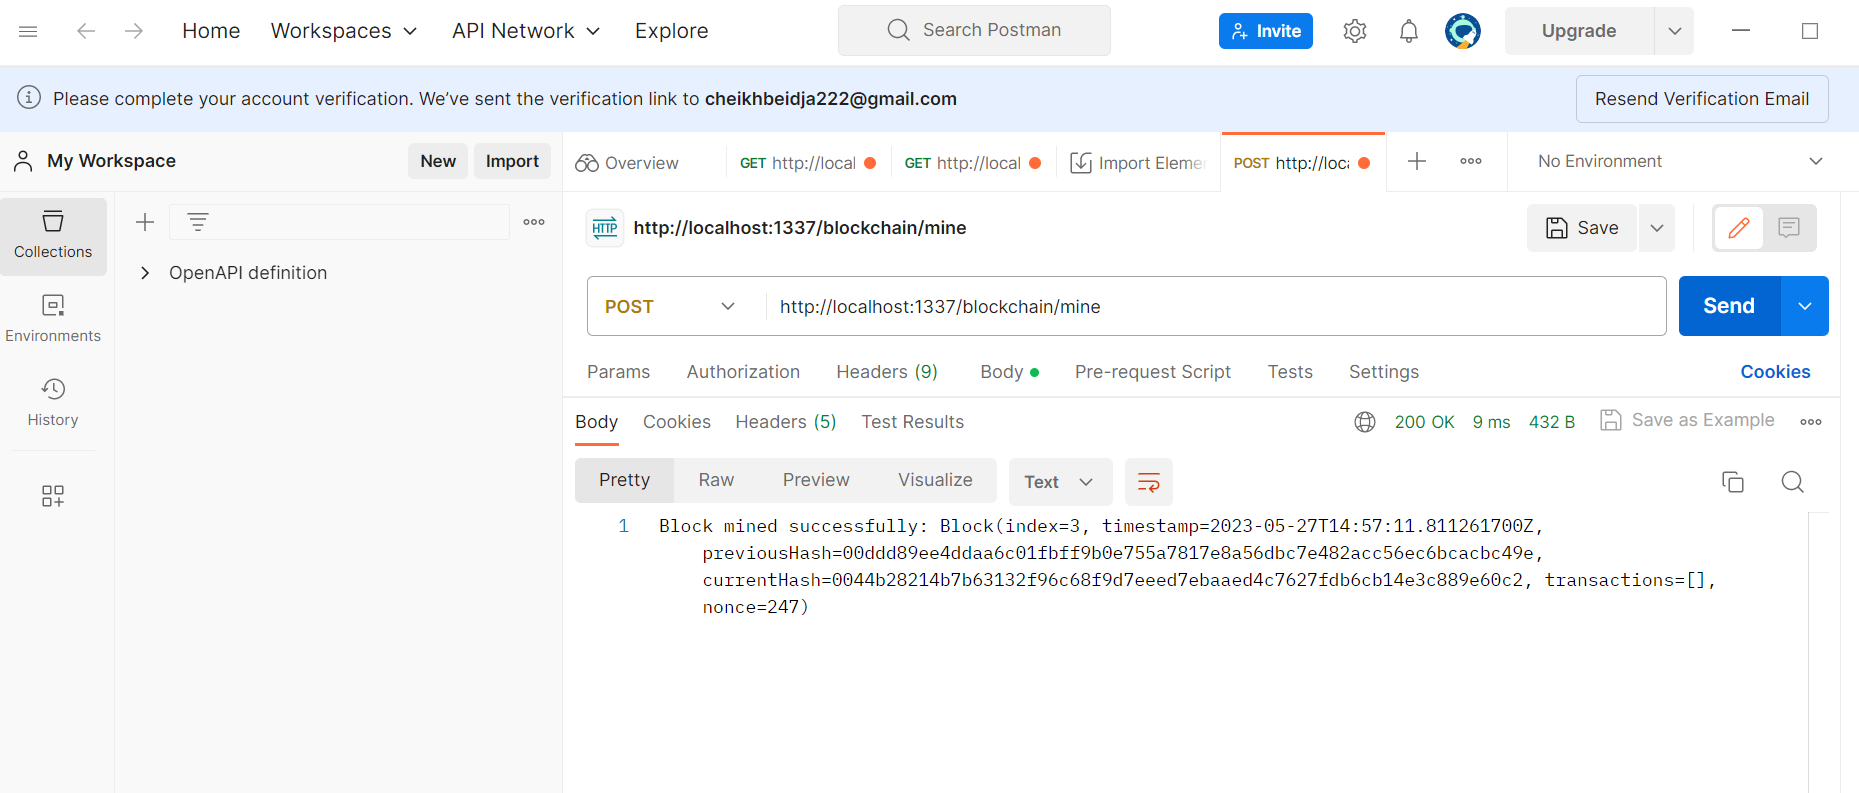 Home Workspaces API Network Explore Search Postman Invite Upgrade
Please complete your account verification. We've sent the verification link to cheikhbeidja222@gmail.com Resend Verification Email
My Workspace New Import Overview GET http://local GET http://local Import Elemen POST http://loca No Environment
Collections
OpenAPI definition
Environments
History
HTTP http://localhost:1337/blockchain/mine Save
POST http://localhost:1337/blockchain/mine Send
Params Authorization Headers (9) Body Pre-request Script Tests Settings Cookies
Body Cookies Headers (5) Test Results 200 OK 9 ms 432 B Save as Example
Pretty Raw Preview Visualize Text
1 Block mined successfully: Block(index=3, timestamp=2023-05-27T14:57:11.811261700Z,
previousHash=00ddd89ee4ddaa6c01fbff9b0e755a7817e8a56dbc7e482acc56ec6bcacbc49e,
currentHash=0044b28214b7b63132f96c68f9d7eeed7ebaaed4c7627fdb6cb14e3c889e60c2, transactions=[],
nonce=247)